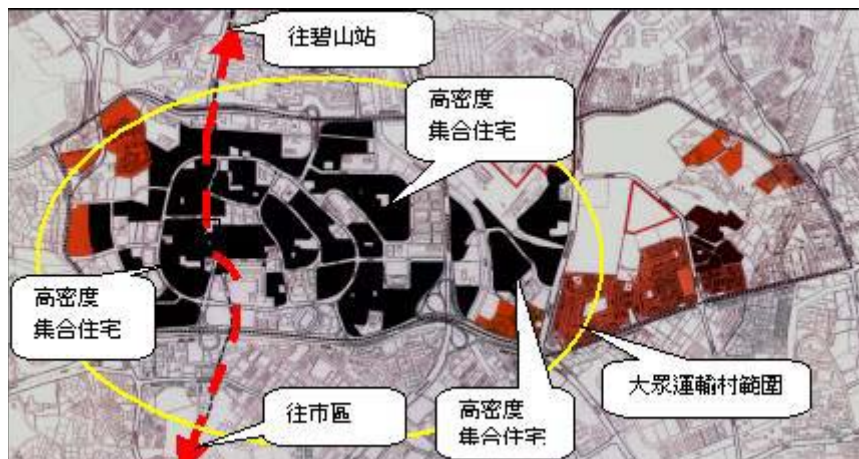 往碧山站
高密度
集合住宅
高密度
集合住宅
大眾運輸村範圍
往市區
高密度
集合住宅